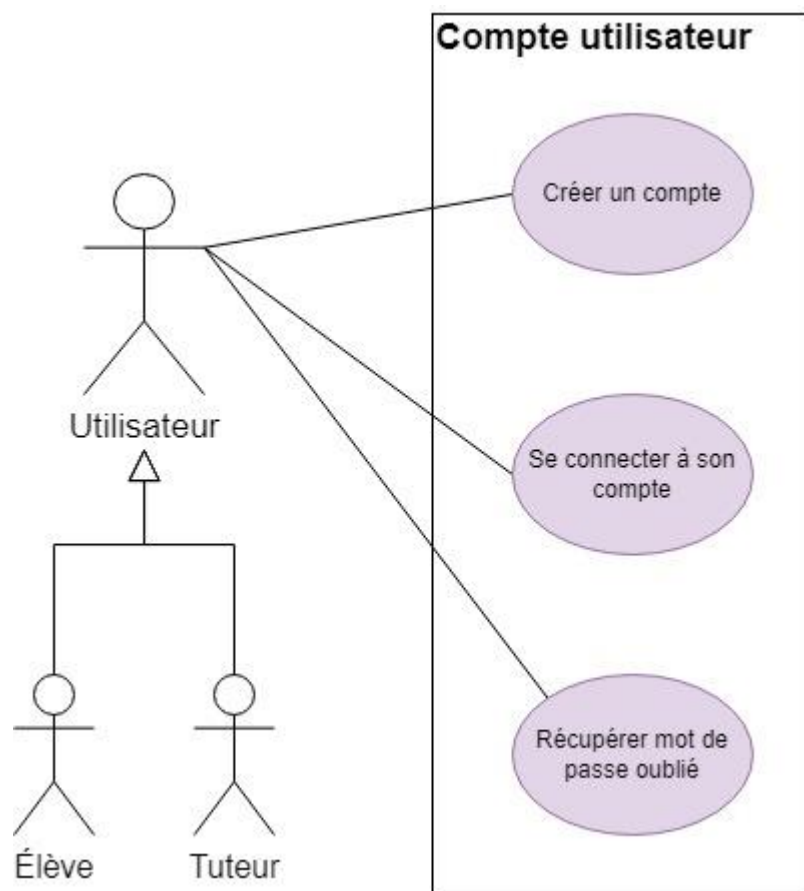 Compte utilisateur
Créer un compte
Utilisateur
Se connecter à son
compte
Récupérer mot de
passe oublié
Élève
Tuteur